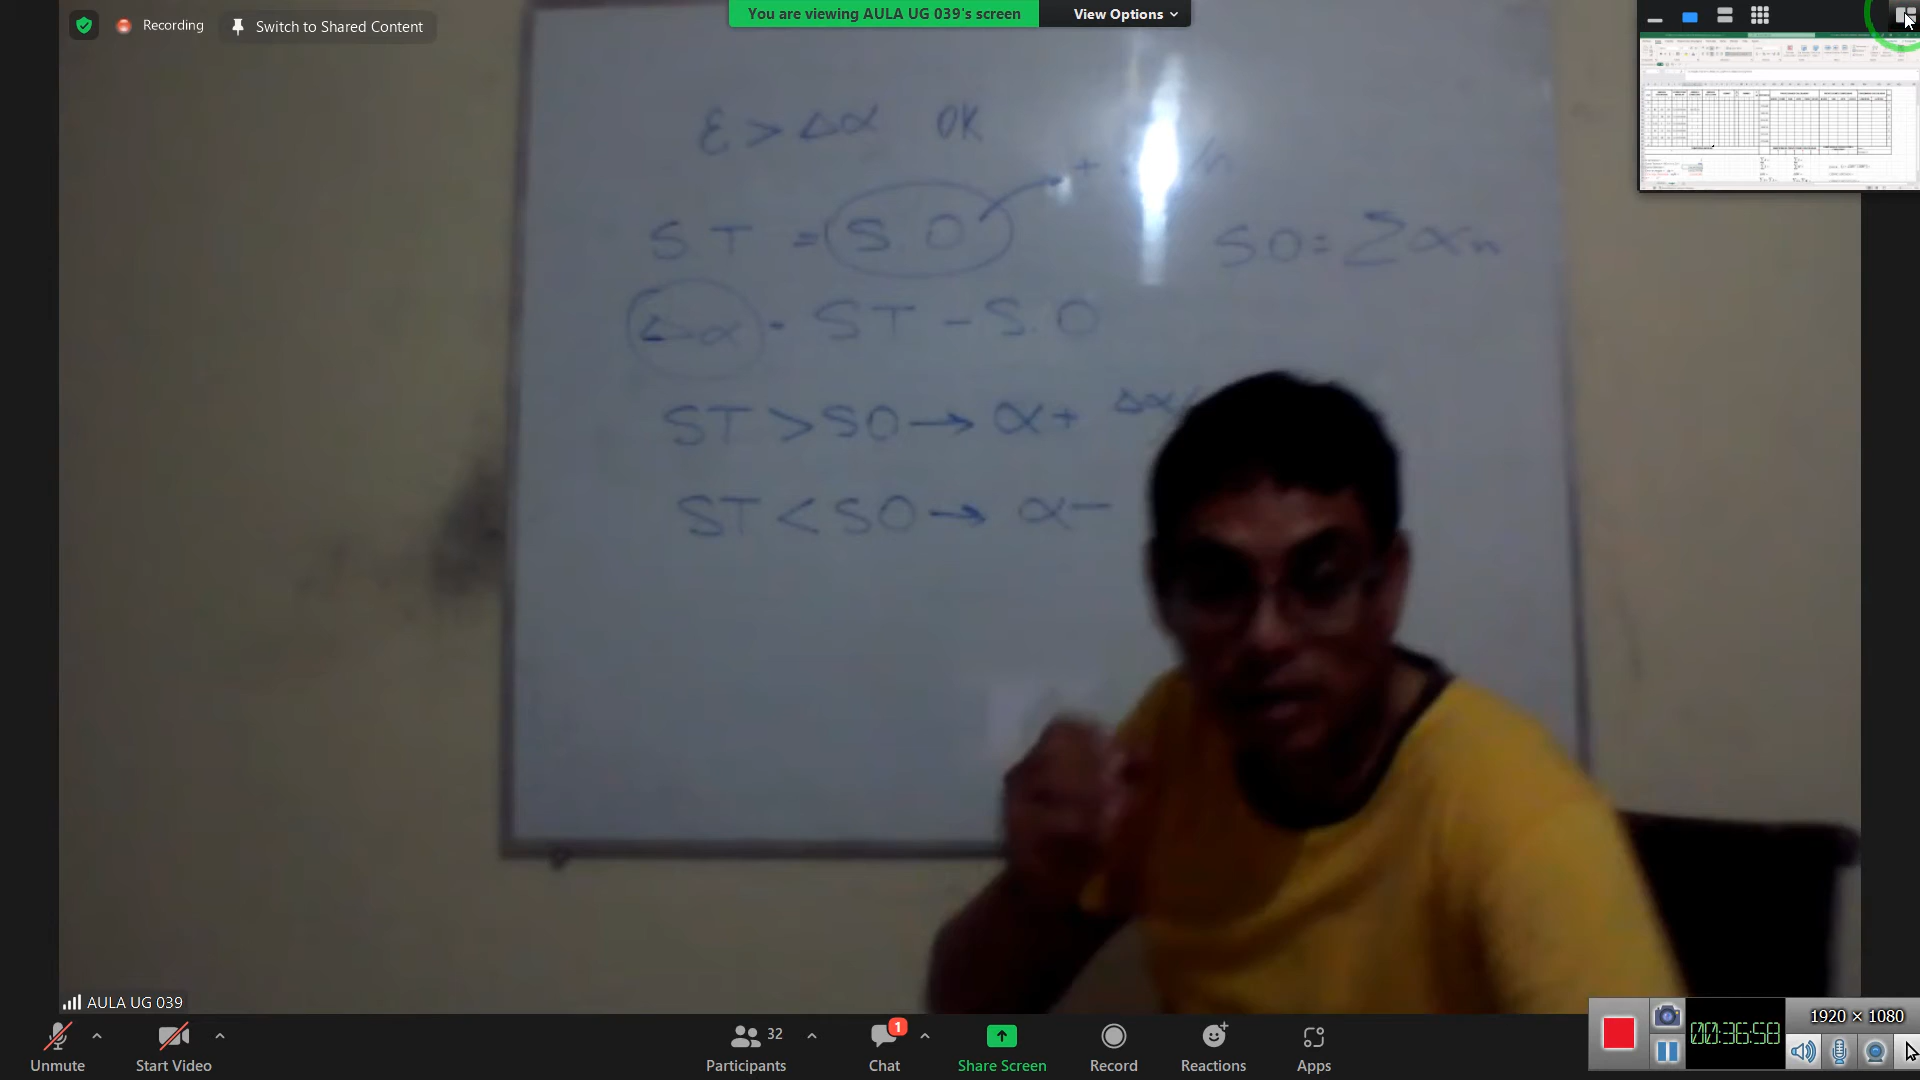 You are viewing AULA UG 039's screen
View Options
Recording
Switch to Shared Content
ε > Δα OK
ST = S.O
+
/n
SO = Σαn
Δα = ST - S.O
ST > SO → α+ Δα/
ST < SO → α-
AULA UG 039
Unmute
Start Video
Participants
32
Chat
1
Share Screen
Record
Reactions
Apps
00:36:58
1920 × 1080